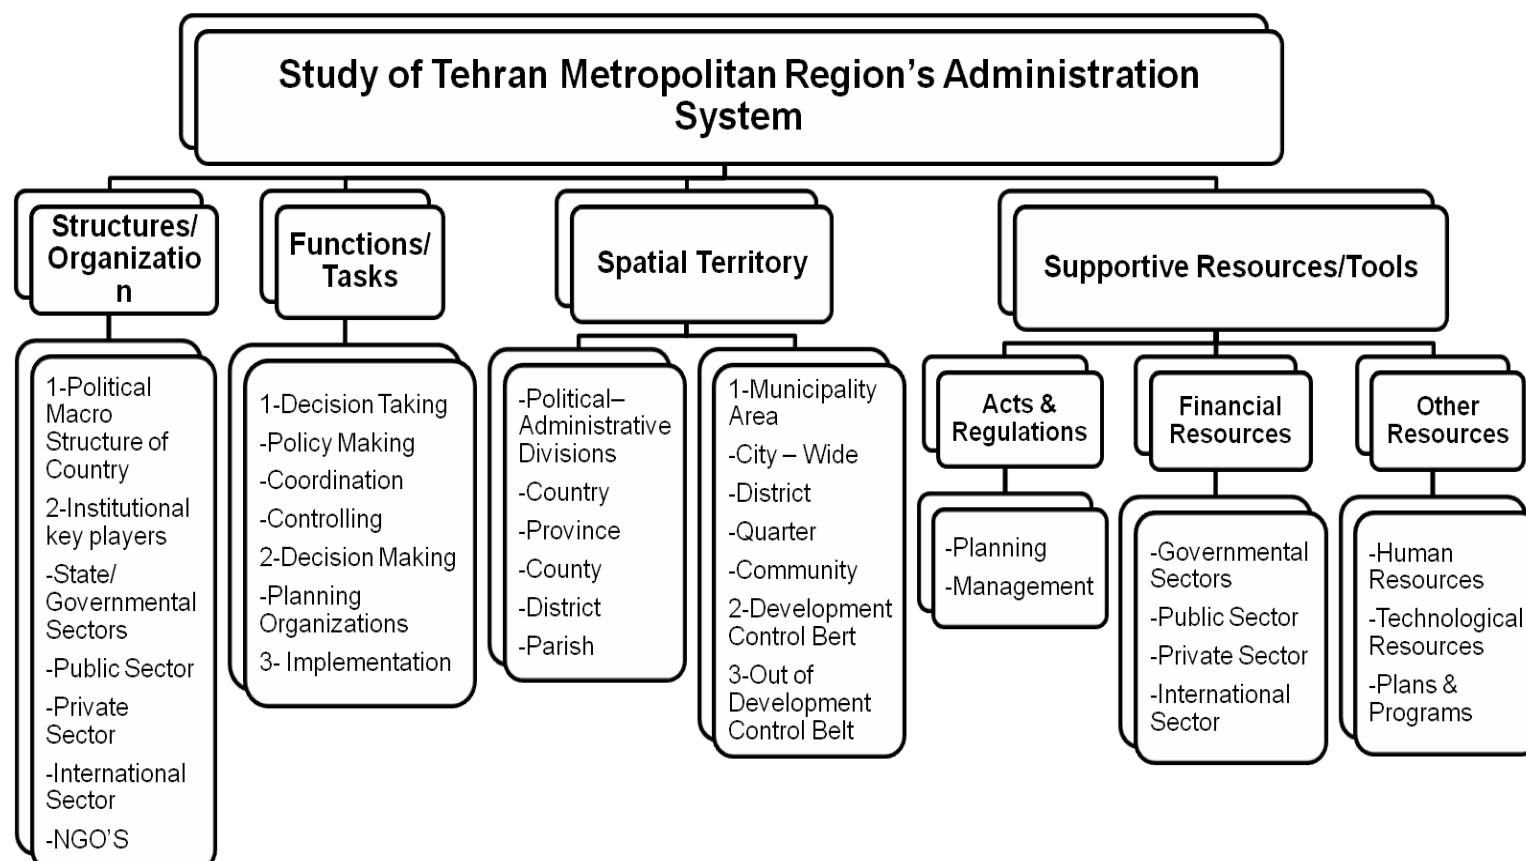 Study of Tehran Metropolitan Region's Administration
System
Structures/
Organizatio
n
1-Political
Macro
Structure of
Country
2-Institutional
key players
-State/
Governmental
Sectors
-Public Sector
-Private
Sector
-International
Sector
-NGO'S
Functions/
Tasks
1-Decision Taking
-Policy Making
-Coordination
-Controlling
2-Decision Making
-Planning
Organizations
3- Implementation
Spatial Territory
-Political–
Administrative
Divisions
-Country
-Province
-County
-District
-Parish
1-Municipality
Area
-City – Wide
-District
-Quarter
-Community
2-Development
Control Bert
3-Out of
Development
Control Belt
Supportive Resources/Tools
Acts &
Regulations
-Planning
-Management
Financial
Resources
-Governmental
Sectors
-Public Sector
-Private Sector
-International
Sector
Other
Resources
-Human
Resources
-Technological
Resources
-Plans &
Programs